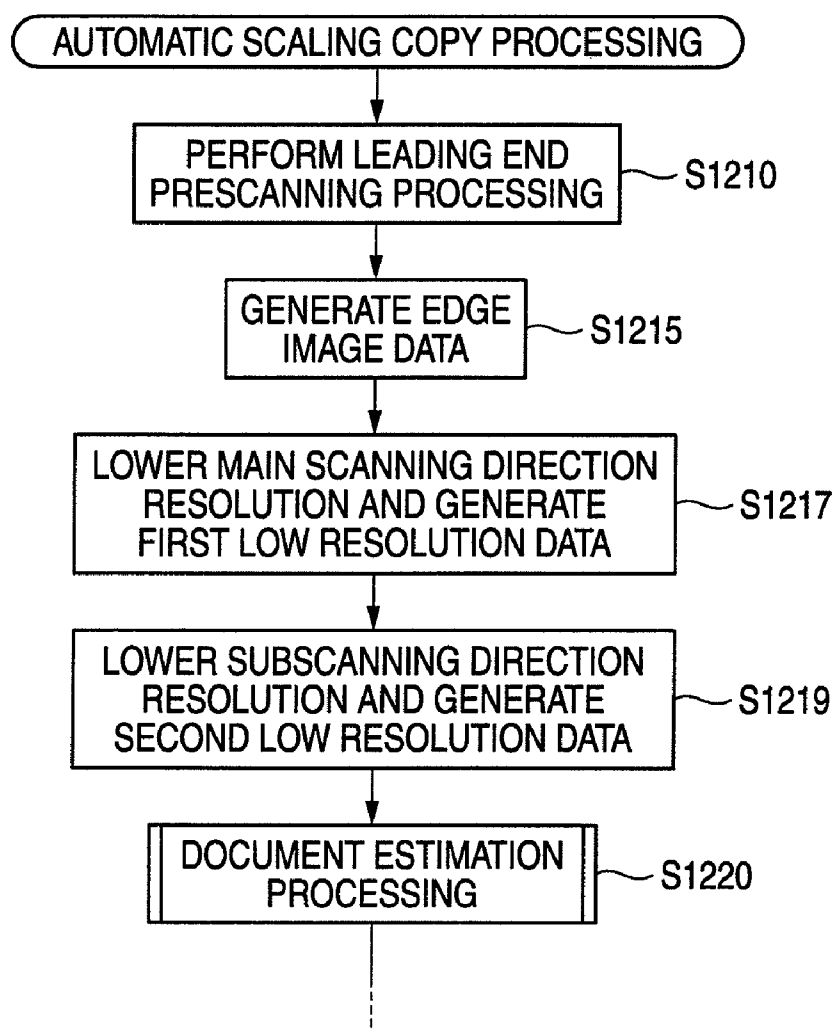 AUTOMATIC SCALING COPY PROCESSING
PERFORM LEADING END
PRESCANNING PROCESSING
S1210
GENERATE EDGE
IMAGE DATA
S1215
LOWER MAIN SCANNING DIRECTION
RESOLUTION AND GENERATE
FIRST LOW RESOLUTION DATA
S1217
LOWER SUBSCANNING DIRECTION
RESOLUTION AND GENERATE
SECOND LOW RESOLUTION DATA
S1219
DOCUMENT ESTIMATION
PROCESSING
S1220